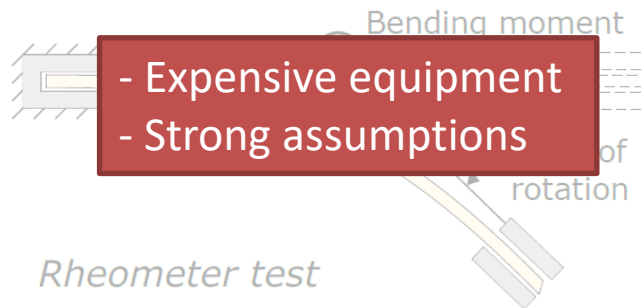 Bending moment
- Expensive equipment
- Strong assumptions
of
rotation
Rheometer test